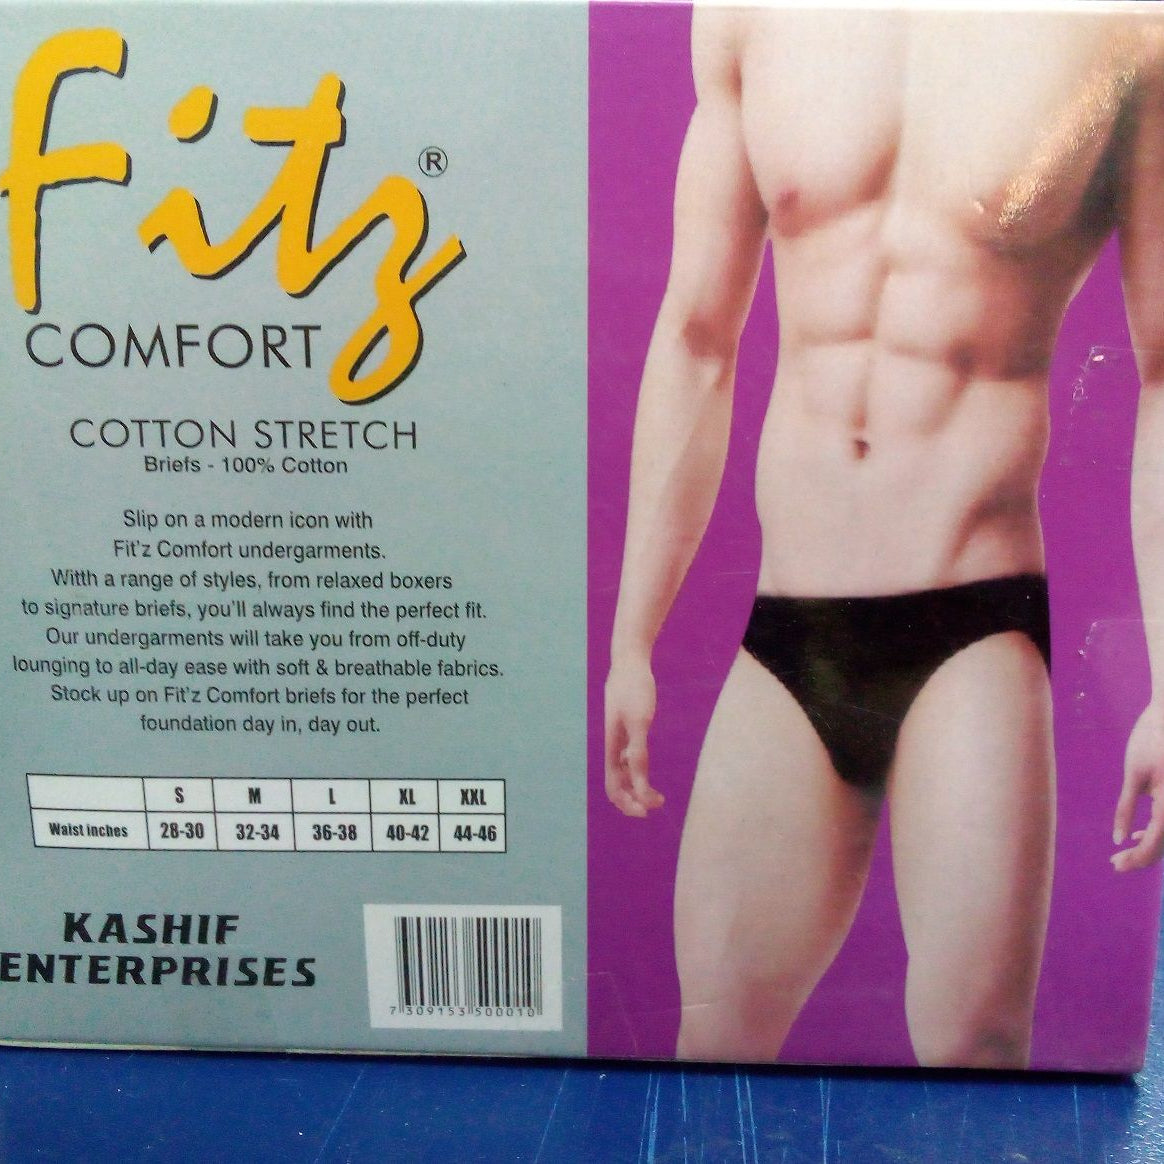 Fitz®
COMFORT
COTTON STRETCH
Briefs - 100% Cotton
Slip on a modern icon with
Fit'z Comfort undergarments.
Witth a range of styles, from relaxed boxers
to signature briefs, you'll always find the perfect fit.
Our undergarments will take you from off-duty
lounging to all-day ease with soft & breathable fabrics.
Stock up on Fit'z Comfort briefs for the perfect
foundation day in, day out.
S M L XL XXL
Waist inches 28-30 32-34 36-38 40-42 44-46
KASHIF
ENTERPRISES
7 309153 500010